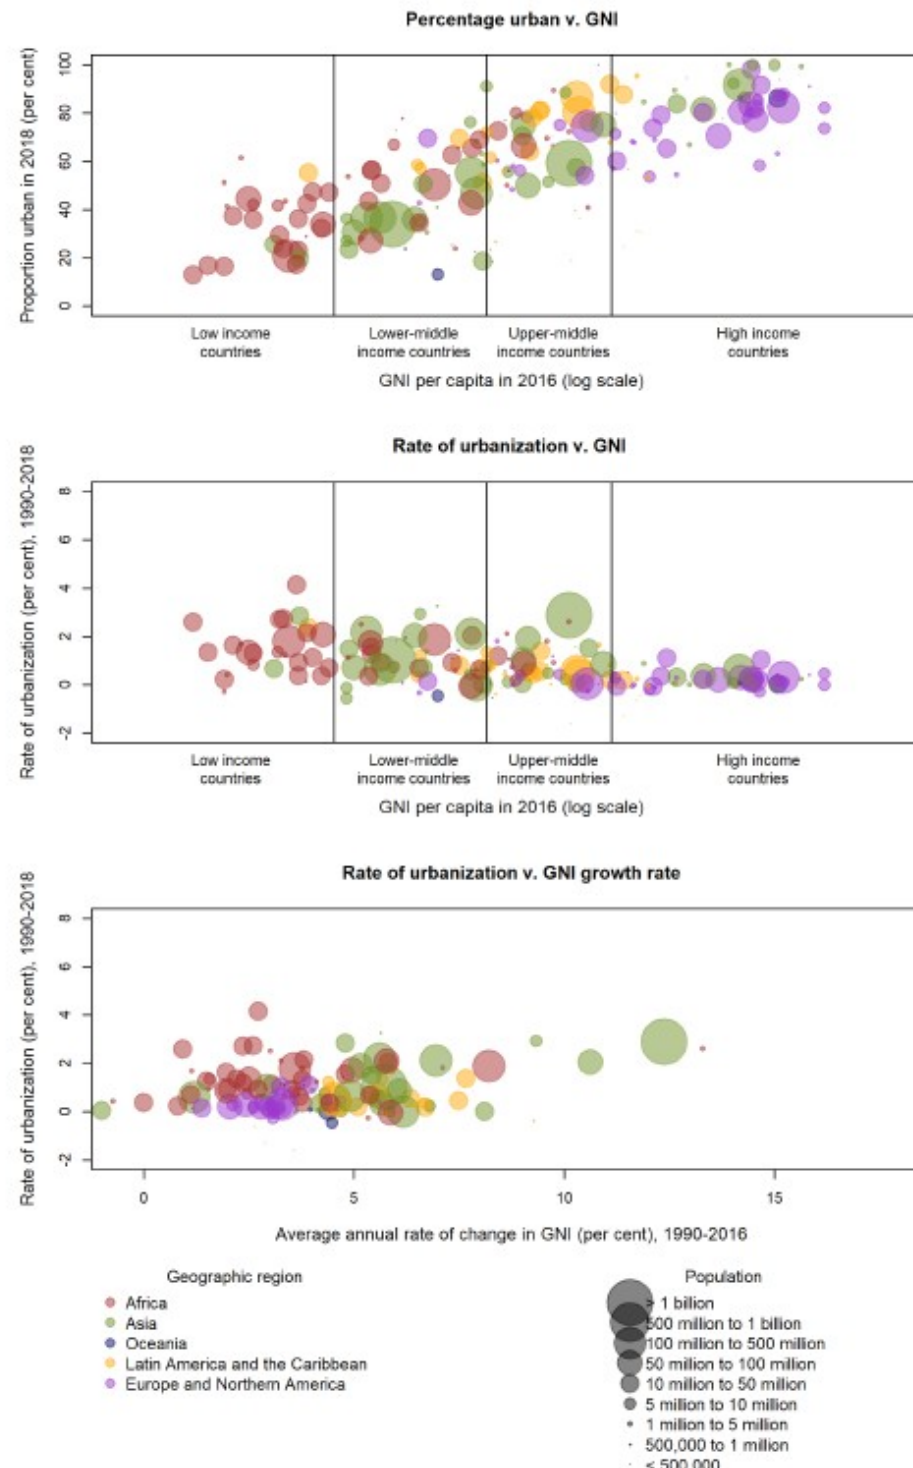 Percentage urban v. GNI
Proportion urban in 2018 (per cent)
100
80
60
40
20
0
Low income countries
Lower-middle income countries
Upper-middle income countries
High income countries
GNI per capita in 2016 (log scale)
Rate of urbanization v. GNI
Rate of urbanization (per cent), 1990-2018
8
6
4
2
0
-2
Low income countries
Lower-middle income countries
Upper-middle income countries
High income countries
GNI per capita in 2016 (log scale)
Rate of urbanization v. GNI growth rate
Rate of urbanization (per cent), 1990-2018
8
6
4
2
0
-2
0 5 10 15
Average annual rate of change in GNI (per cent), 1990-2016
Geographic region
Africa
Asia
Oceania
Latin America and the Caribbean
Europe and Northern America
Population
> 1 billion
500 million to 1 billion
100 million to 500 million
50 million to 100 million
10 million to 50 million
5 million to 10 million
1 million to 5 million
500,000 to 1 million
< 500,000